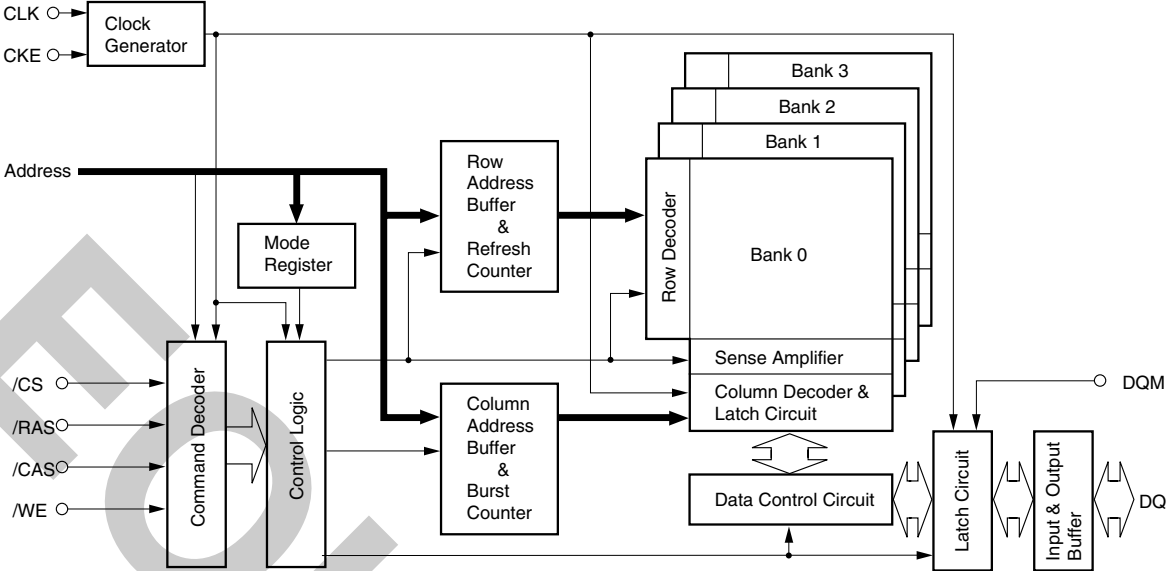 CLK
CKE
Clock
Generator
Bank 3
Bank 2
Bank 1
Bank 0
Address
Row
Address
Buffer
&
Refresh
Counter
Row Decoder
Mode
Register
Sense Amplifier
Column Decoder &
Latch Circuit
/CS
/RAS
/CAS
/WE
Command Decoder
Control Logic
Column
Address
Buffer
&
Burst
Counter
Data Control Circuit
Latch Circuit
Input & Output
Buffer
DQM
DQ
EO